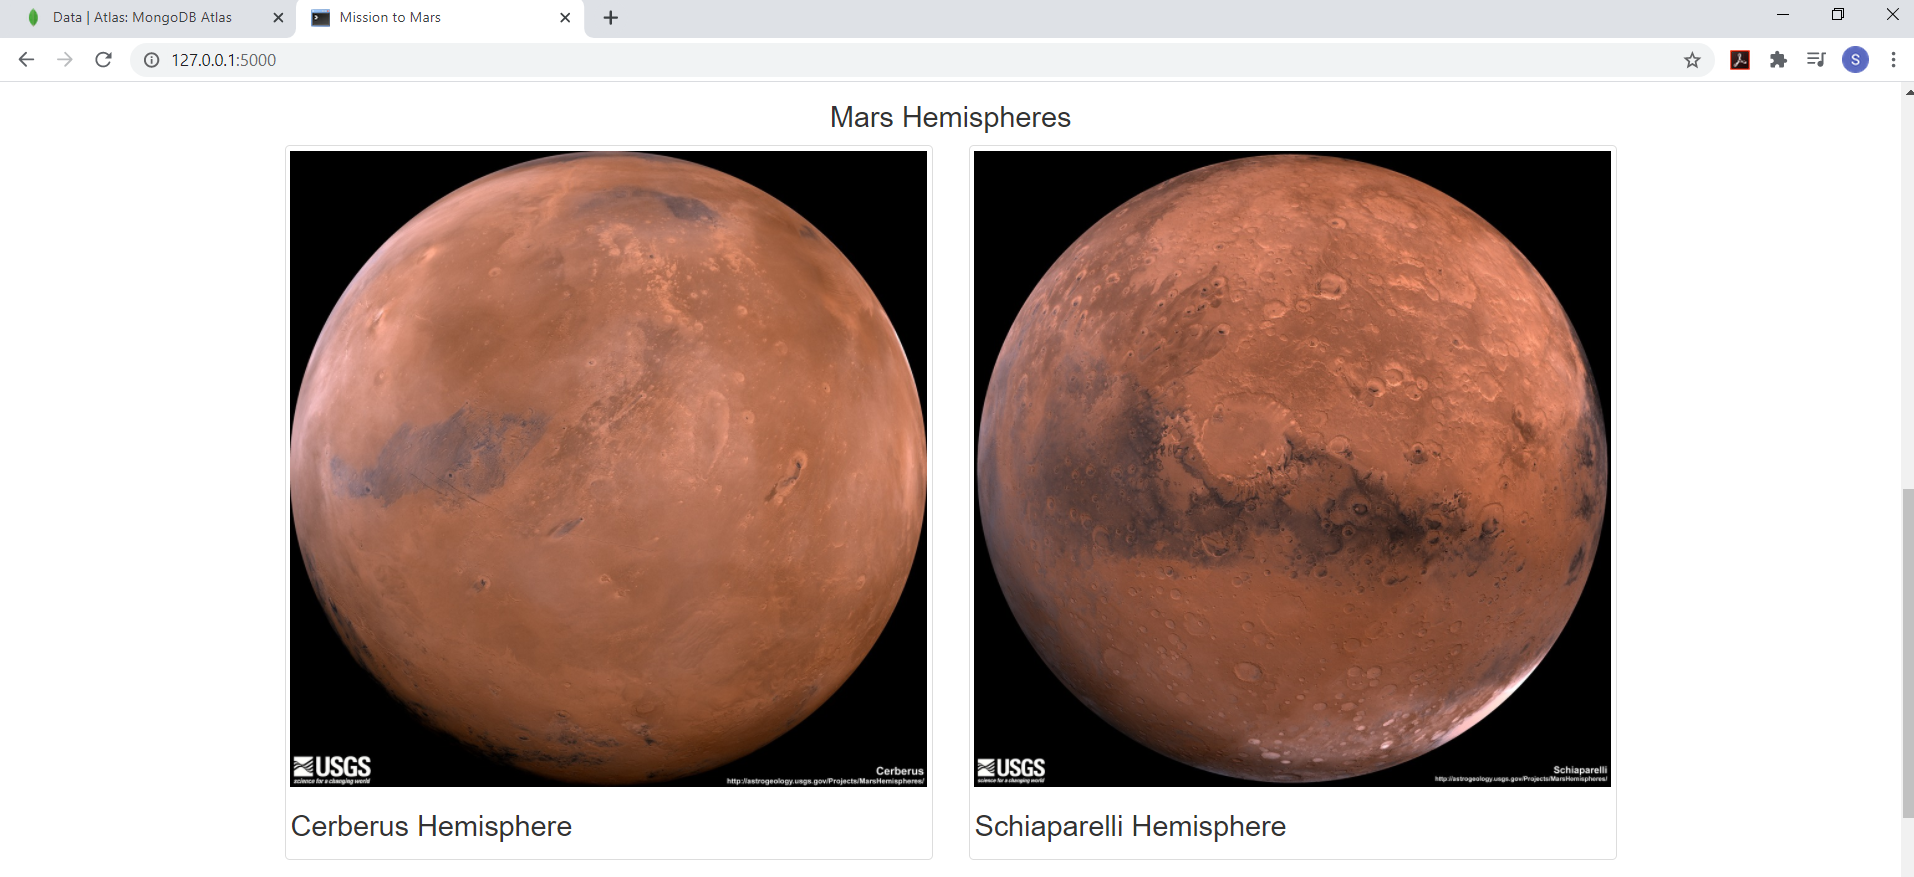 Data | Atlas: MongoDB Atlas
Mission to Mars
127.0.0.1:5000
S
Mars Hemispheres
USGS
science for a changing world
Cerberus
http://astrogeology.usgs.gov/Projects/MarsHemispheres/
USGS
science for a changing world
Schiaparelli
http://astrogeology.usgs.gov/Projects/MarsHemispheres/
Cerberus Hemisphere
Schiaparelli Hemisphere